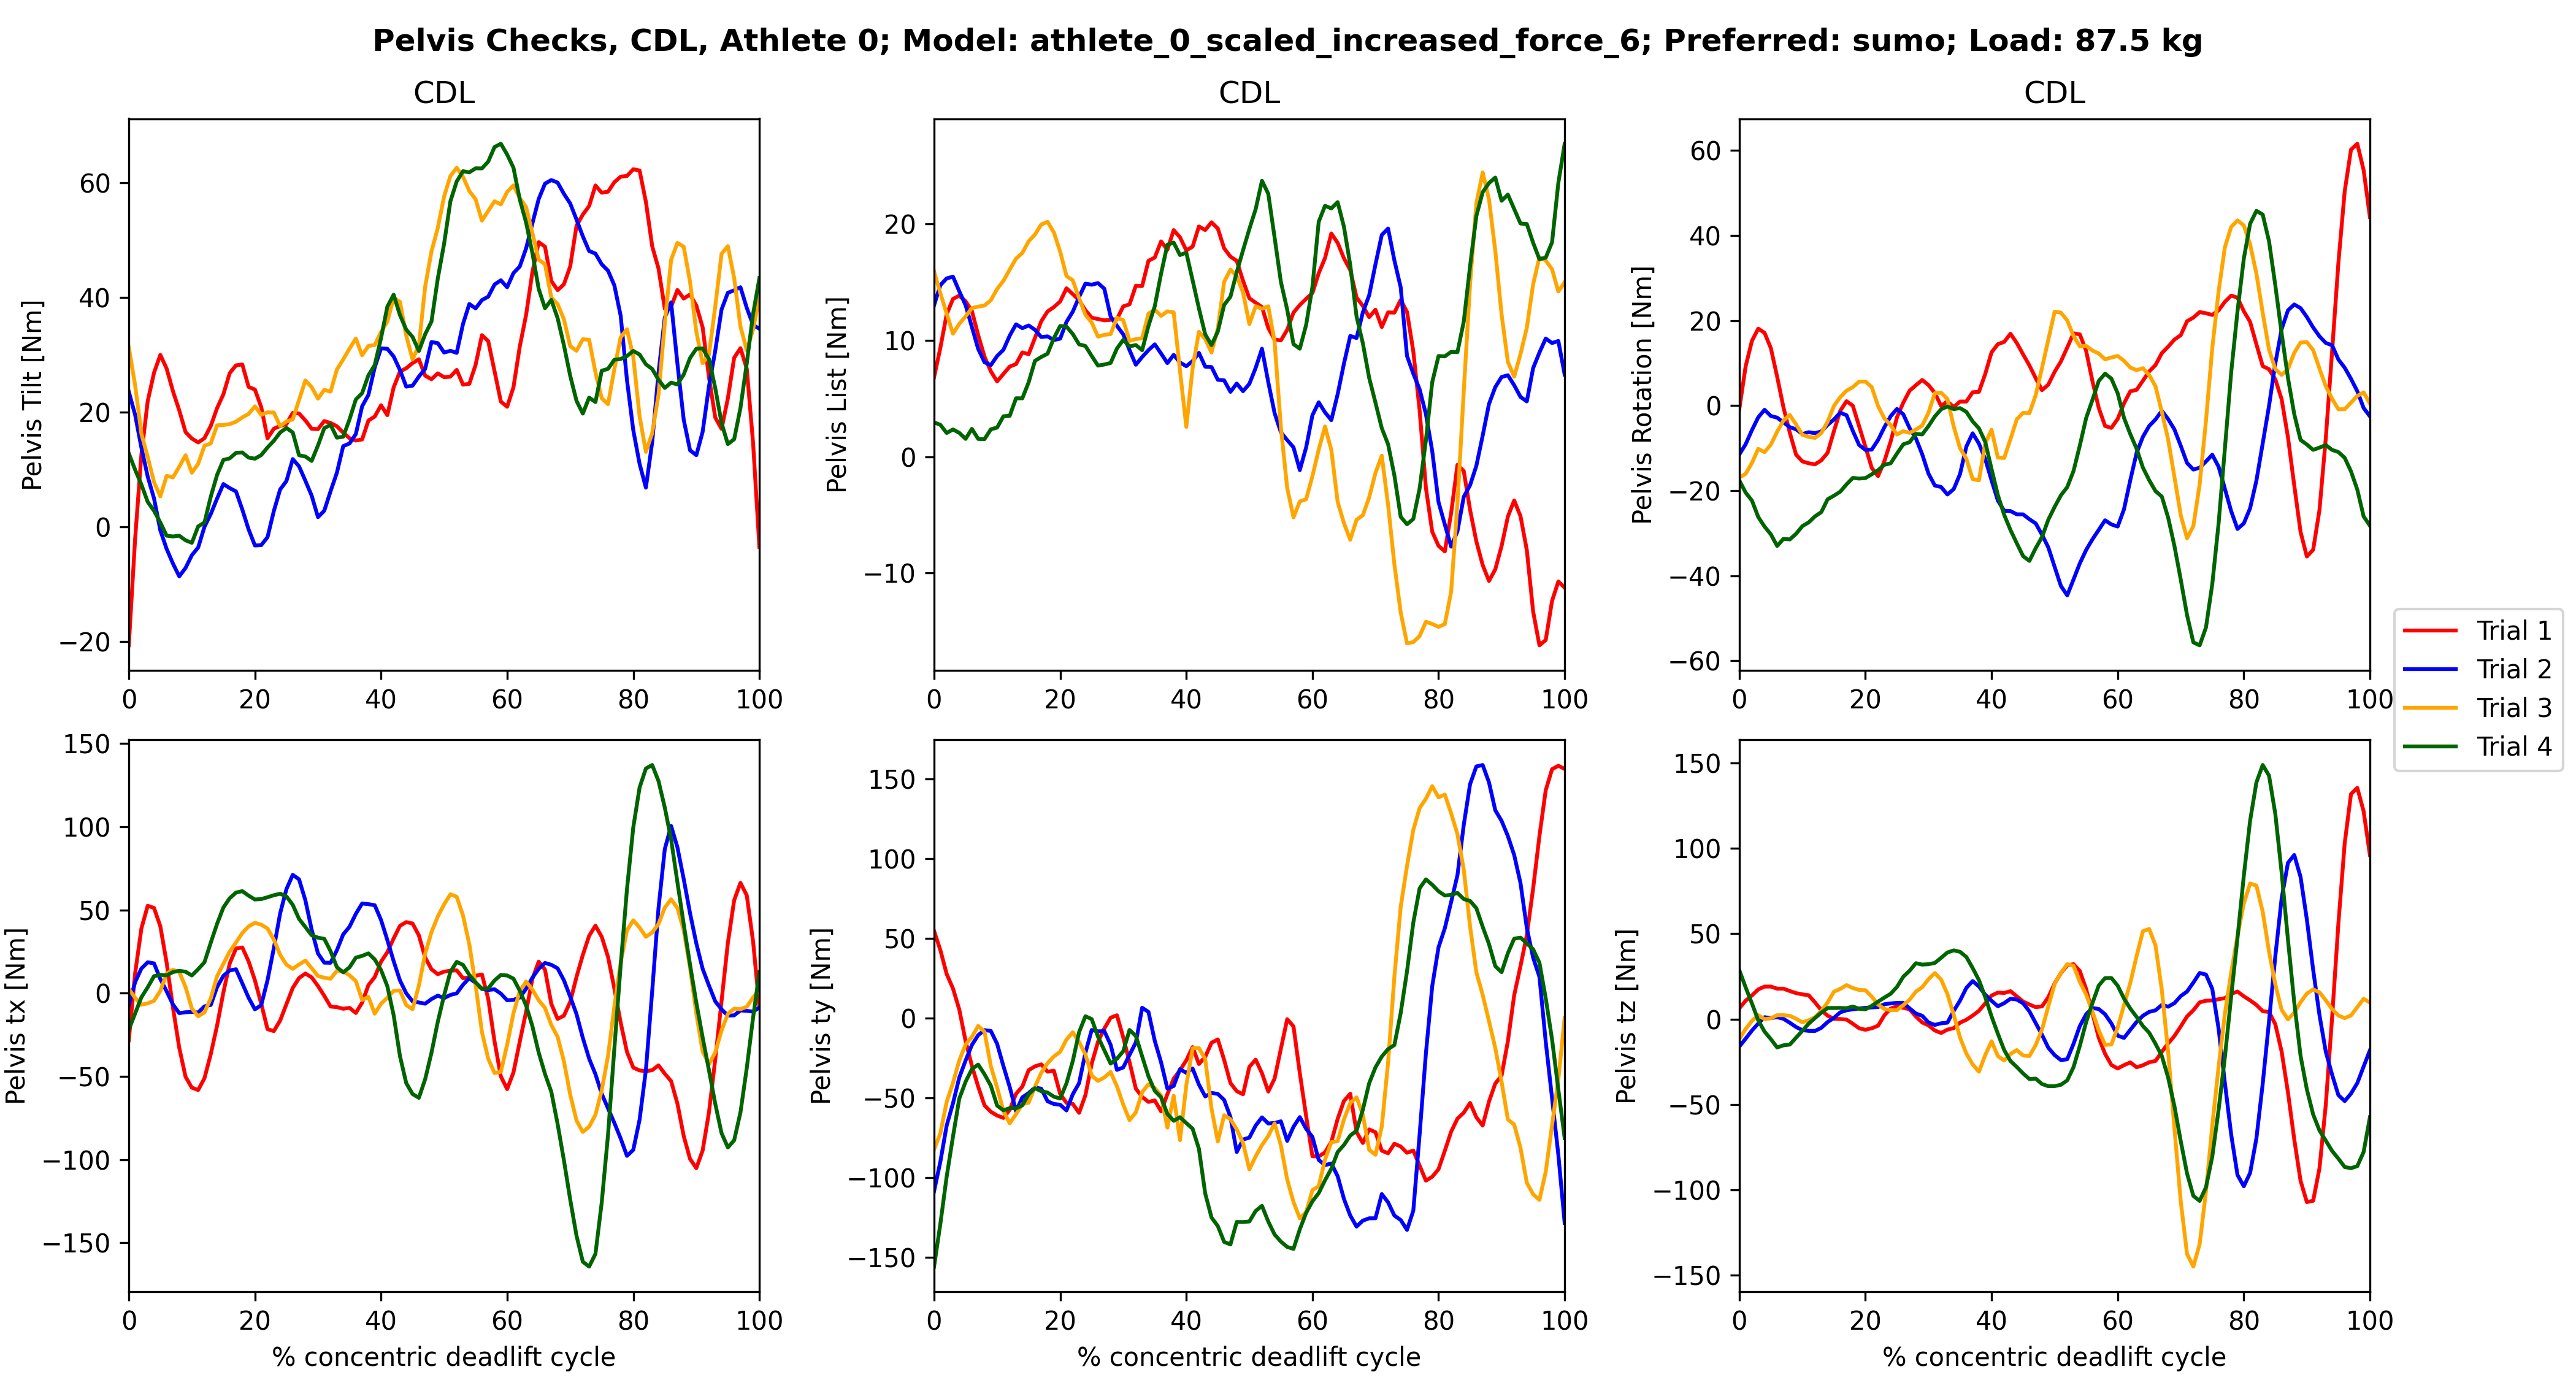 Pelvis Checks, CDL, Athlete 0; Model: athlete_0_scaled_increased_force_6; Preferred: sumo; Load: 87.5 kg
CDL
CDL
CDL
Pelvis Tilt [Nm]
60
40
20
0
−20
0 20 40 60 80 100
Pelvis List [Nm]
20
10
0
−10
0 20 40 60 80 100
Pelvis Rotation [Nm]
60
40
20
0
−20
−40
−60
0 20 40 60 80 100
Trial 1
Trial 2
Trial 3
Trial 4
Pelvis tx [Nm]
150
100
50
0
−50
−100
−150
0 20 40 60 80 100
% concentric deadlift cycle
Pelvis ty [Nm]
150
100
50
0
−50
−100
−150
0 20 40 60 80 100
% concentric deadlift cycle
Pelvis tz [Nm]
150
100
50
0
−50
−100
−150
0 20 40 60 80 100
% concentric deadlift cycle